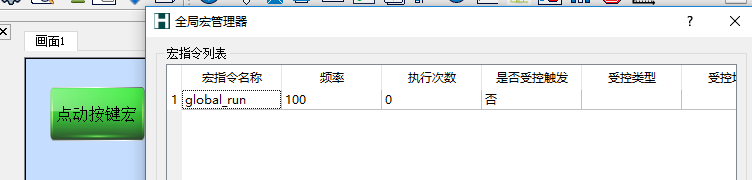 全局宏管理器
画面1
宏指令列表
宏指令名称 频率 执行次数 是否受控触发 受控类型
1 global_run 100 0 否
点动按键宏